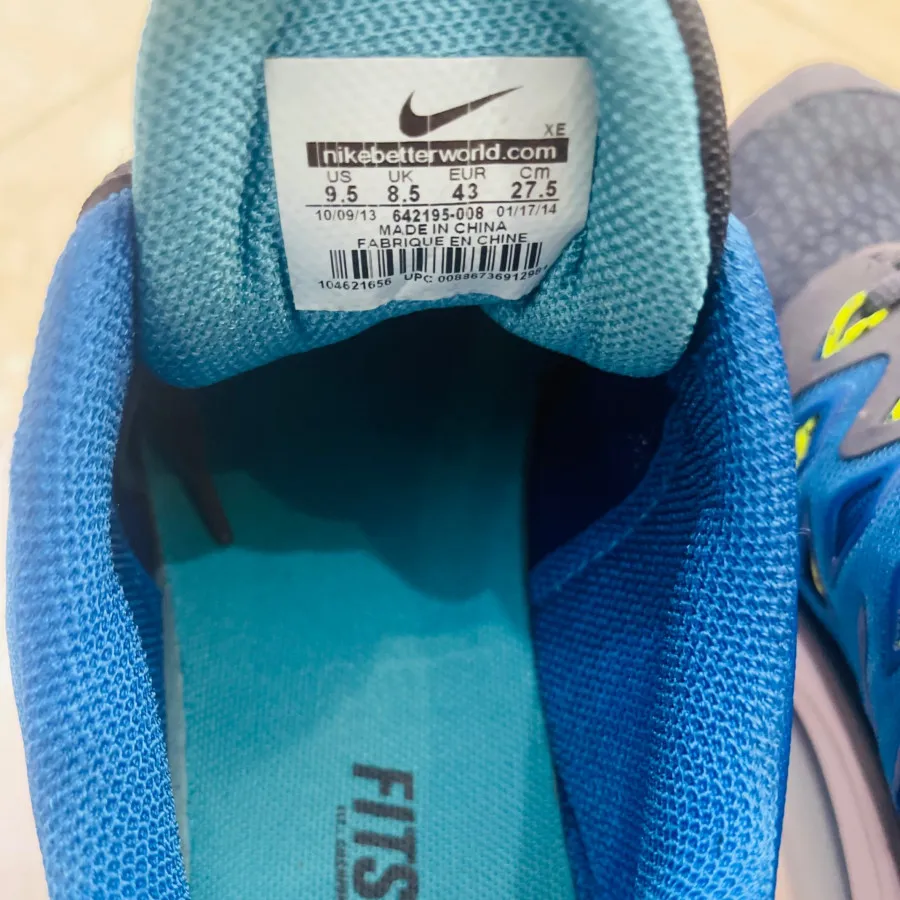 XE
nikebetterworld.com
US UK EUR Cm
9.5 8.5 43 27.5
10/09/13 642195-008 01/17/14
MADE IN CHINA
FABRIQUE EN CHINE
104621656 UPC:
FITS